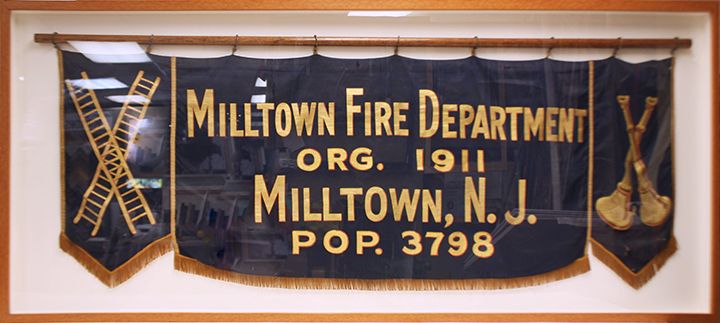 MILLTOWN FIRE DEPARTMENT
ORG. 1911
MILLTOWN, N. J.
POP. 3798